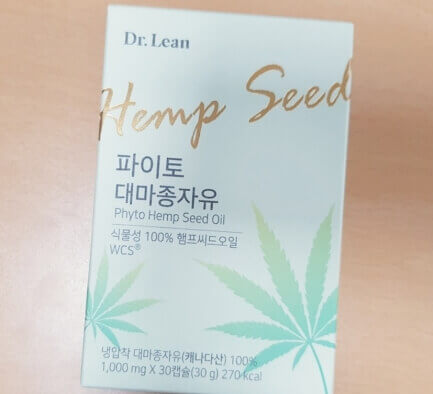 Dr. Lean
Hemp Seed
파이토
대마종자유
Phyto Hemp Seed Oil
식물성 100% 햄프씨드오일
WCS®
냉압착 대마종자유(캐나다산) 100%
1,000 mg X 30캡슐(30 g) 270 kcal